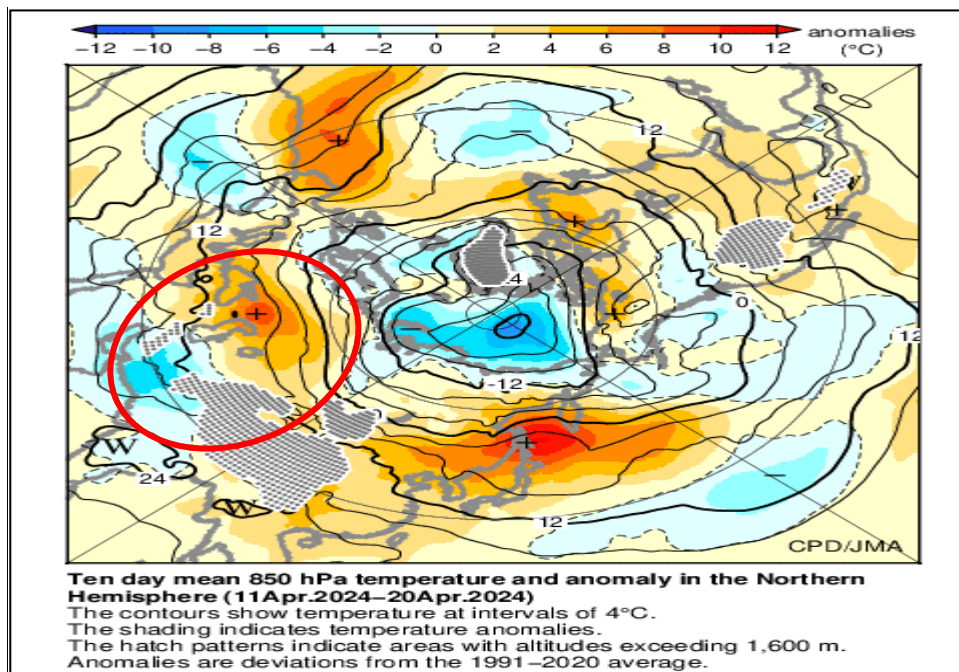 anomalies
−12 −10 −8 −6 −4 −2 0 2 4 6 8 10 12 (°C)
12
12
0
12
−12
W
24
W
12
CPD/JMA
Ten day mean 850 hPa temperature and anomaly in the Northern
Hemisphere (11Apr.2024−20Apr.2024)
The contours show temperature at intervals of 4°C.
The shading indicates temperature anomalies.
The hatch patterns indicate areas with altitudes exceeding 1,600 m.
Anomalies are deviations from the 1991−2020 average.